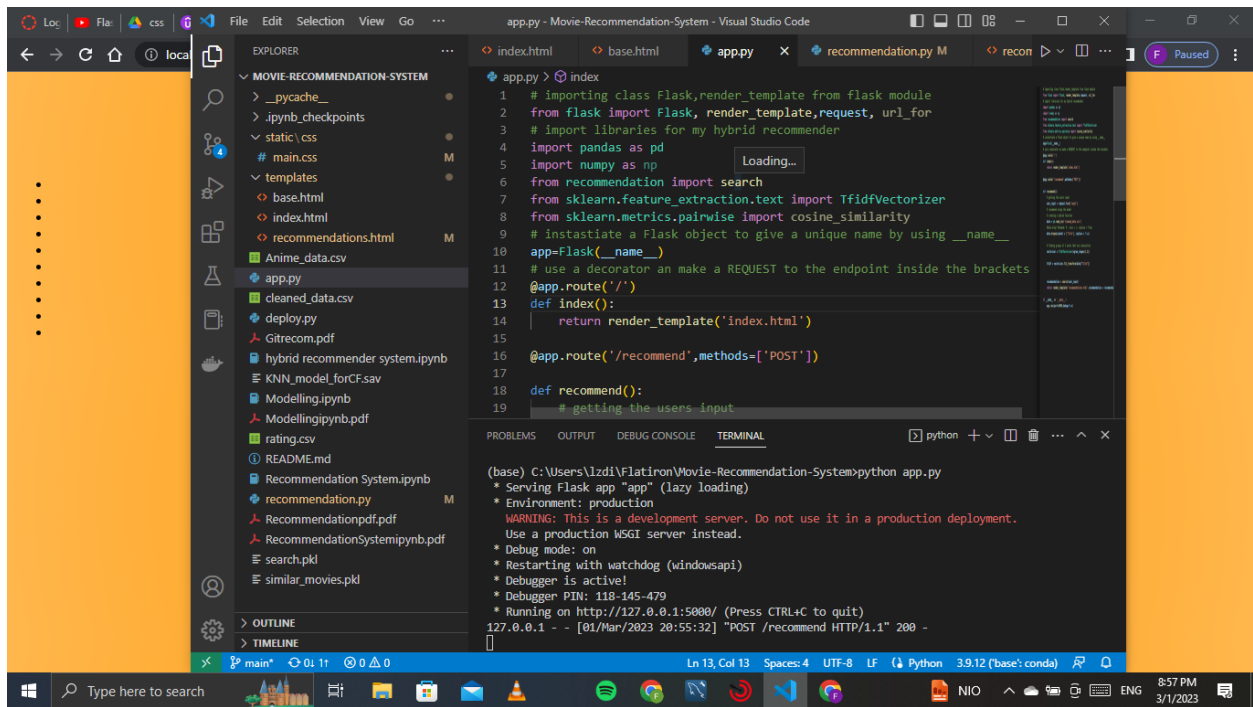 Loc
Fla
css
File Edit Selection View Go ··· app.py - Movie-Recommendation-System - Visual Studio Code
local
Paused
F
EXPLORER ···
index.html base.html app.py recommendation.py M recom
MOVIE-RECOMMENDATION-SYSTEM
__pycache__
.ipynb_checkpoints
static\css
# main.css M
templates
base.html
index.html
recommendations.html M
Anime_data.csv
app.py
cleaned_data.csv
deploy.py
Gitrecom.pdf
hybrid recommender system.ipynb
KNN_model_forCF.sav
Modelling.ipynb
Modellingipynb.pdf
rating.csv
README.md
Recommendation System.ipynb
recommendation.py M
Recommendationpdf.pdf
RecommendationSystemipynb.pdf
search.pkl
similar_movies.pkl
OUTLINE
TIMELINE
4
app.py > index
1 # importing class Flask,render_template from flask module
2 from flask import Flask, render_template,request, url_for
3 # import libraries for my hybrid recommender
4 import pandas as pd
5 import numpy as np
Loading...
6 from recommendation import search
7 from sklearn.feature_extraction.text import TfidfVectorizer
8 from sklearn.metrics.pairwise import cosine_similarity
9 # instastiate a Flask object to give a unique name by using __name__
10 app=Flask(__name__)
11 # use a decorator an make a REQUEST to the endpoint inside the brackets
12 @app.route('/')
13 def index():
14 return render_template('index.html')
15
16 @app.route('/recommend',methods=['POST'])
17
18 def recommend():
19 # getting the users input
PROBLEMS OUTPUT DEBUG CONSOLE TERMINAL python
(base) C:\Users\lzdi\Flatiron\Movie-Recommendation-System>python app.py
* Serving Flask app "app" (lazy loading)
* Environment: production
WARNING: This is a development server. Do not use it in a production deployment.
Use a production WSGI server instead.
* Debug mode: on
* Restarting with watchdog (windowsapi)
* Debugger is active!
* Debugger PIN: 118-145-479
* Running on http://127.0.0.1:5000/ (Press CTRL+C to quit)
127.0.0.1 - - [01/Mar/2023 20:55:32] "POST /recommend HTTP/1.1" 200 -
main* 0↓ 1↑ 0 0 Ln 13, Col 13 Spaces: 4 UTF-8 LF Python 3.9.12 ('base': conda)
Type here to search
NIO
ENG
8:57 PM
3/1/2023